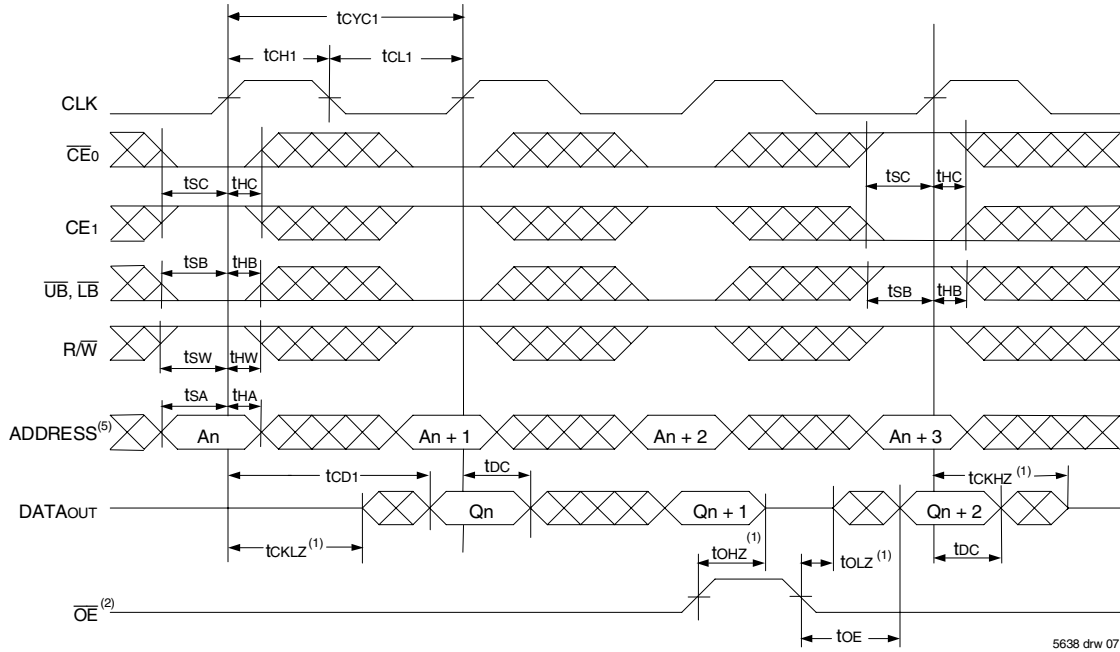 tCYC1
tCH1 tCL1
CLK
CE0
tSC tHC tSC tHC
CE1
tSB tHB tSB tHB
UB, LB
R/W
tSW tHW
tSA tHA
ADDRESS(5) An An + 1 An + 2 An + 3
tCD1 tDC tCKHZ(1)
DATAOUT Qn Qn + 1 Qn + 2
tCKLZ(1) tOHZ(1) tOLZ(1) tDC
OE(2)
tOE
5638 drw 07